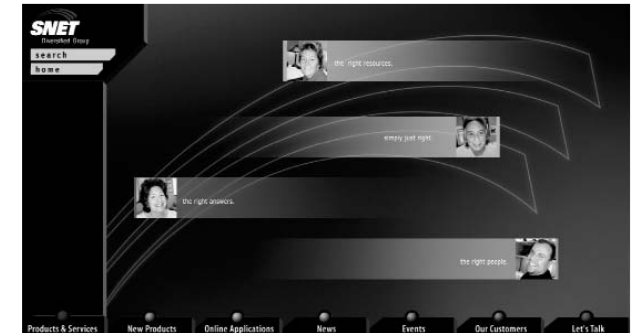 SNET
Diversified Group
search
home
the right resources.
simply just right.
the right answers.
the right people.
Products & Services
New Products
Online Applications
News
Events
Our Customers
Let's Talk